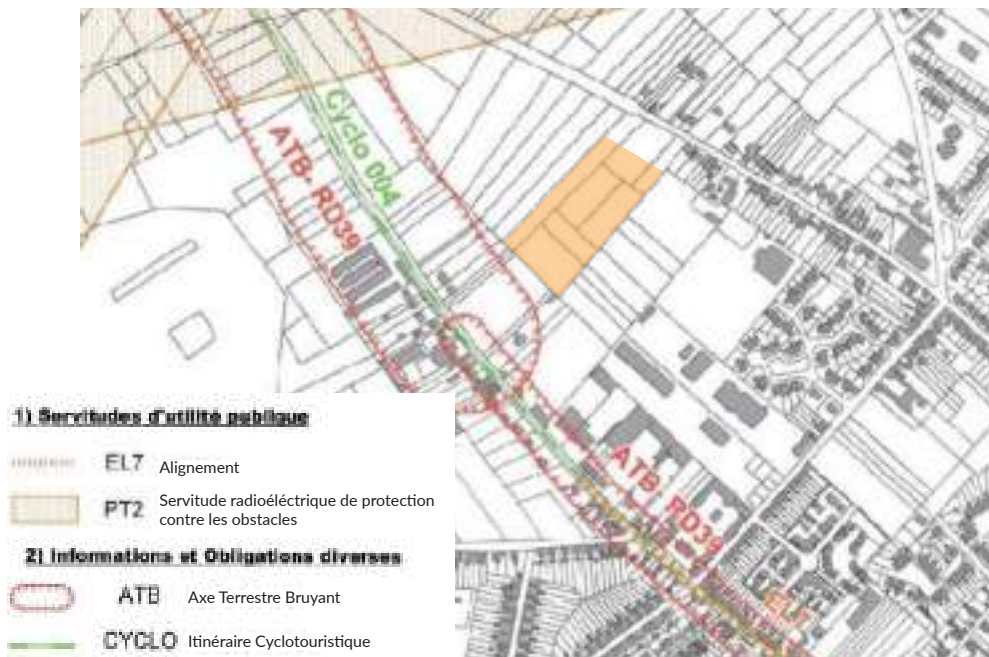 Cyclo 004
ATB- RD39
ATB- RD39
EL7
1) Servitudes d'utilité publique
EL7 Alignement
PT2 Servitude radioéléctrique de protection
contre les obstacles
2) Informations et Obligations diverses
ATB Axe Terrestre Bruyant
CYCLO Itinéraire Cyclotouristique